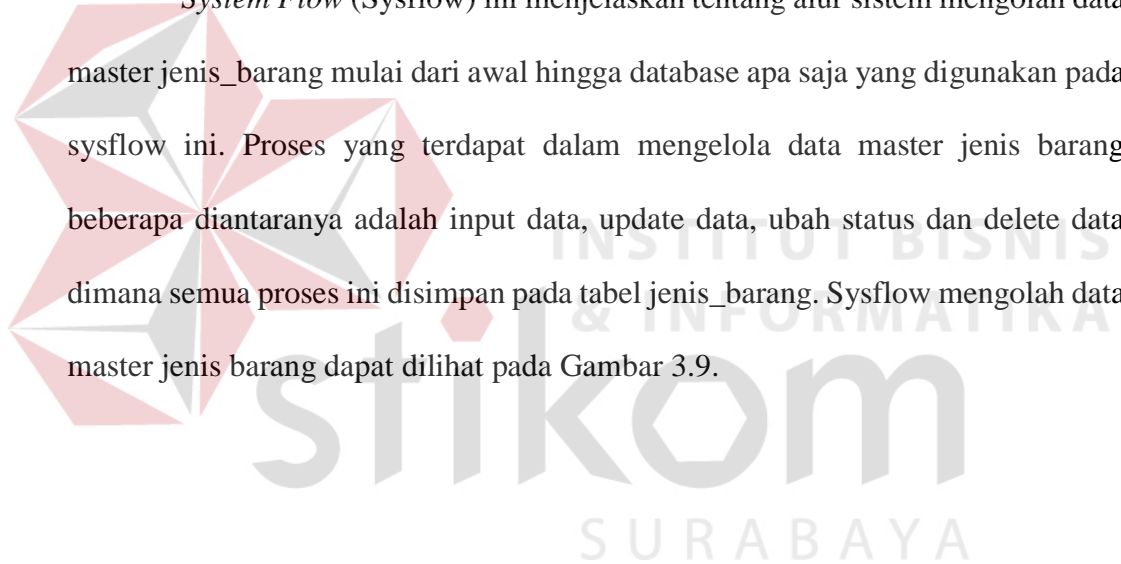 System Flow (Sysflow) ini menjelaskan tentang alur sistem mengolah data
master jenis_barang mulai dari awal hingga database apa saja yang digunakan pada
sysflow ini. Proses yang terdapat dalam mengelola data master jenis barang
beberapa diantaranya adalah input data, update data, ubah status dan delete data
dimana semua proses ini disimpan pada tabel jenis_barang. Sysflow mengolah data
master jenis barang dapat dilihat pada Gambar 3.9.
INSTITUT BISNIS
& INFORMATIKA
stikom
SURABAYA